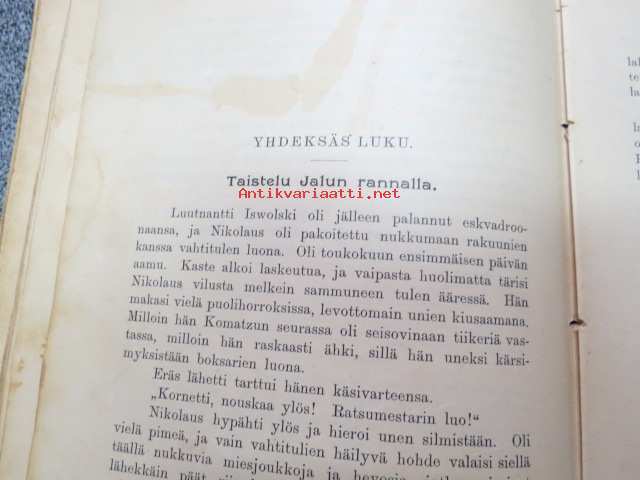 YHDEKSÄS LUKU.
Taistelu Jalun rannalla.
Antikvariaatti.net
Luutnantti Iswolski oli jälleen palannut eskvadroo-
naansa, ja Nikolaus oli pakoitettu nukkumaan rakuunien
kanssa vahtitulen luona. Oli toukokuun ensimmäisen päivän
aamu. Kaste alkoi laskeutua, ja vaipasta huolimatta tärisi
Nikolaus vilusta melkein sammuneen tulen ääressä. Hän
makasi vielä puolihorroksissa, levottomain unien kiusaamana.
Milloin hän Komatzun seurassa oli seisovinaan tiikeriä vas-
tassa, milloin hän raskaasti ähki, sillä hän uneksi kärsi-
myksistään boksarien luona.
Eräs lähetti tarttui hänen käsivarteensa.
„Kornetti, nouskaa ylös! Ratsumestarin luo!"
Nikolaus hypähti ylös ja hieroi unen silmistään. Oli
vielä pimeä, ja vain vahtitulien häilyvä hohde valaisi siellä
täällä nukkuvia miesjoukkoja ja hevosia,
lähekkäin päät